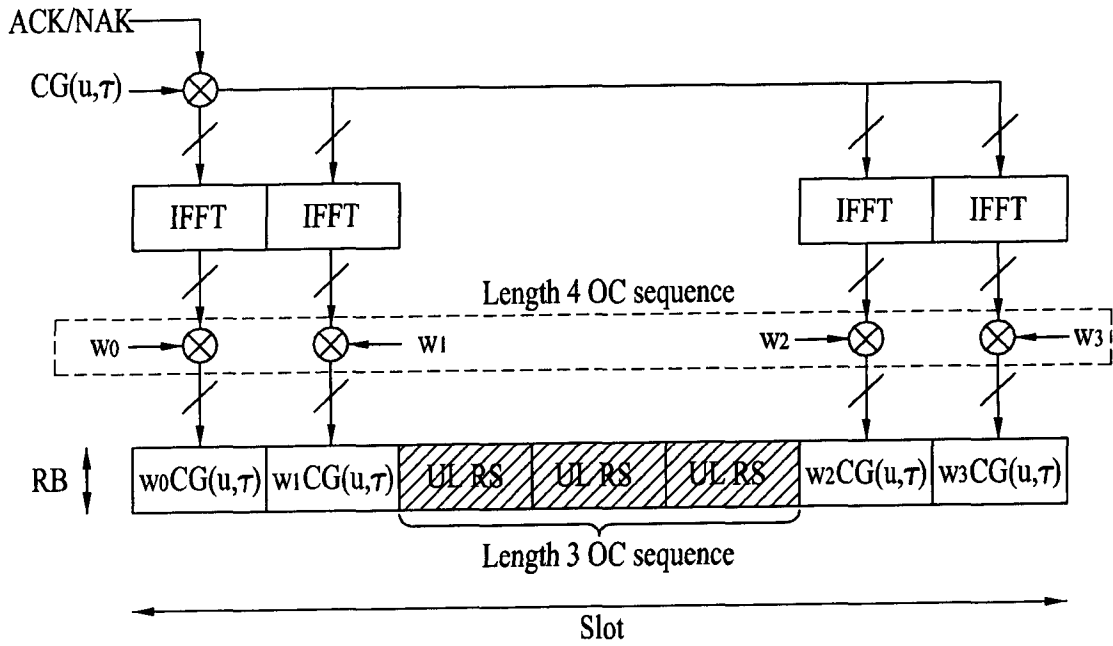 ACK/NAK
CG(u,τ)
IFFT IFFT IFFT IFFT
Length 4 OC sequence
w0 w1 w2 w3
RB w0CG(u,τ) w1CG(u,τ) UL RS UL RS UL RS w2CG(u,τ) w3CG(u,τ)
Length 3 OC sequence
Slot